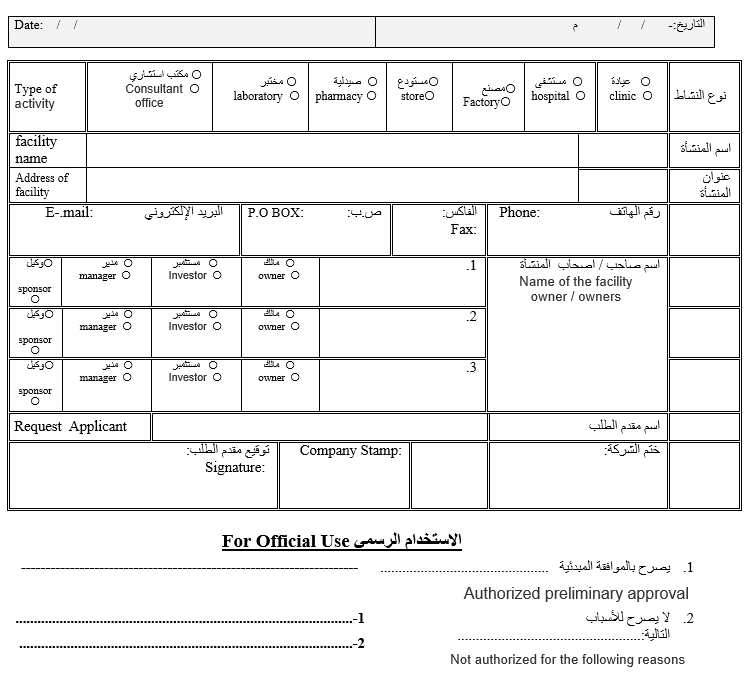 Date:   /   /
التاريخ:-      /      /      م
Type of activity
مكتب استشاري
Consultant office
مختبر
laboratory
صيدلية
pharmacy
مستودع
store
مصنع
Factory
مستشفى
hospital
عيادة
clinic
نوع النشاط
facility name
اسم المنشأة
Address of facility
عنوان المنشأة
E-.mail:
البريد الإلكتروني
P.O BOX:
ص.ب:
الفاكس:
Fax:
Phone:
رقم الهاتف
وكيل
sponsor
مدير
manager
مستثمر
Investor
مالك
owner
.1
اسم صاحب / اصحاب المنشأة
Name of the facility
owner / owners
وكيل
sponsor
مدير
manager
مستثمر
Investor
مالك
owner
.2
وكيل
sponsor
مدير
manager
مستثمر
Investor
مالك
owner
.3
Request Applicant
اسم مقدم الطلب
توقيع مقدم الطلب:
Signature:
Company Stamp:
ختم الشركة:
For Official Use الاستخدام الرسمي
1. يصرح بالموافقة المبدئية ................................................ ----------------------------------------------------------------------
Authorized preliminary approval
2. لا يصرح للأسباب
التالية:....................................................
.....................................................................................-1
.....................................................................................-2
Not authorized for the following reasons